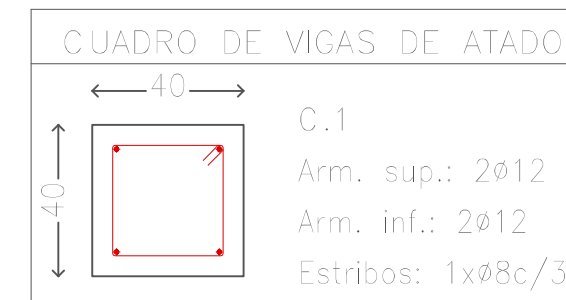 CUADRO DE VIGAS DE ATADO
40
40
C.1
Arm. sup.: 2ø12
Arm. inf.: 2ø12
Estribos: 1xø8c/3